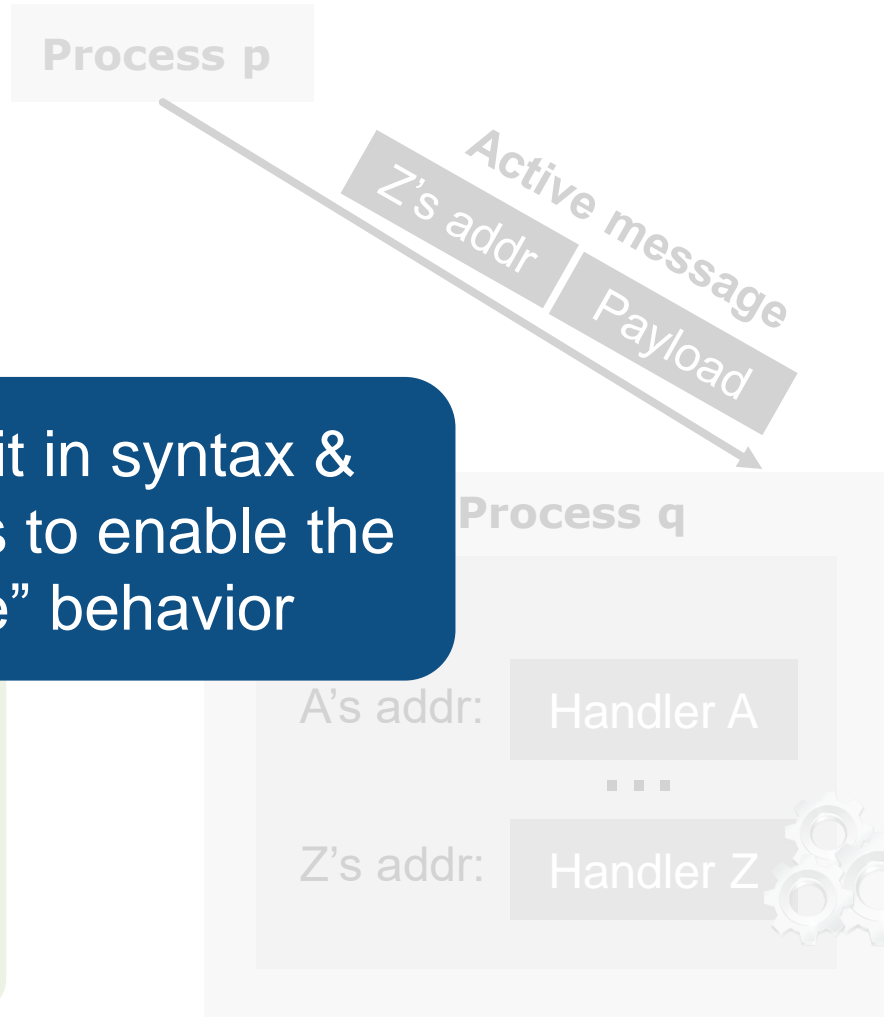 Process p
Active message
Z's addr Payload
it in syntax &
s to enable the
e” behavior
Process q
A's addr: Handler A
...
Z’s addr: Handler Z